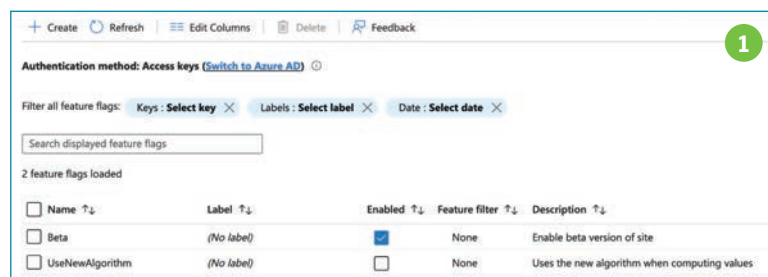 + Create Refresh Edit Columns Delete Feedback
1
Authentication method: Access keys (Switch to Azure AD)
Filter all feature flags: Keys : Select key Labels : Select label Date : Select date
Search displayed feature flags
2 feature flags loaded
Name ↑↓ Label ↑↓ Enabled ↑↓ Feature filter ↑↓ Description ↑↓
Beta (No label) None Enable beta version of site
UseNewAlgorithm (No label) None Uses the new algorithm when computing values